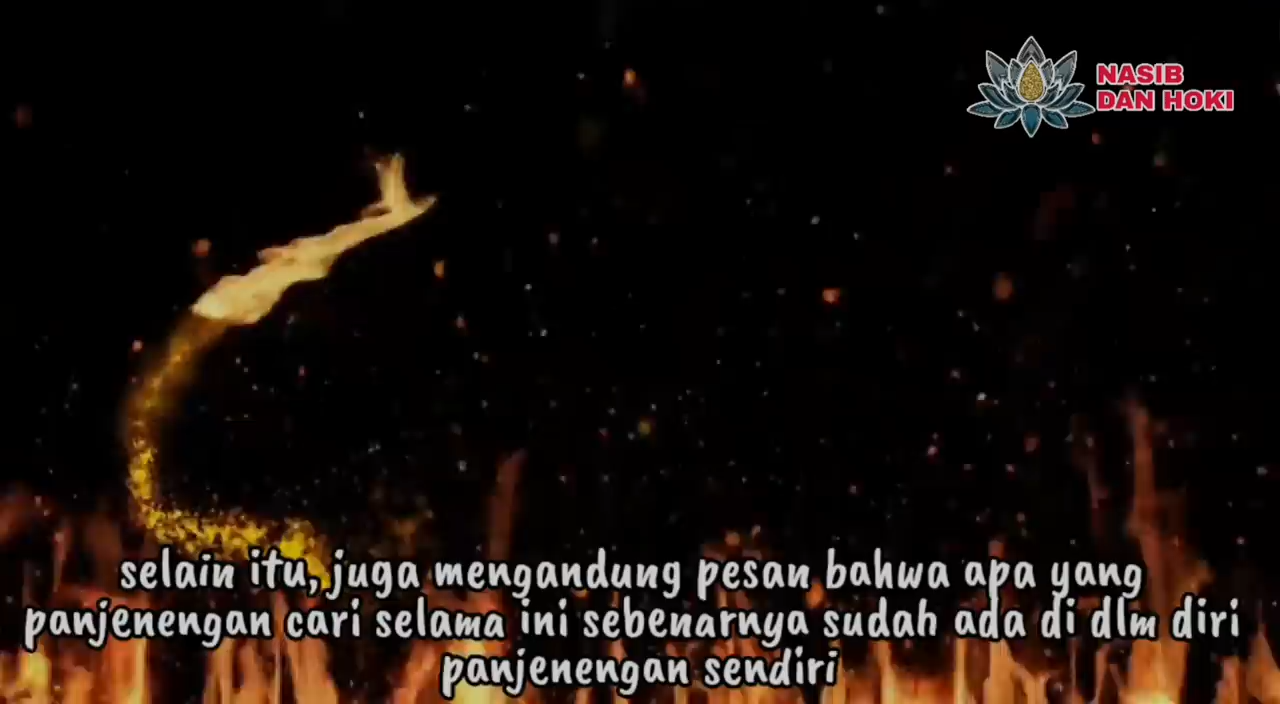 NASIB
DAN HOKI
selain itu, juga mengandung pesan bahwa apa yang
panjenengan cari selama ini sebenarnya sudah ada di dlm diri
panjenengan sendiri